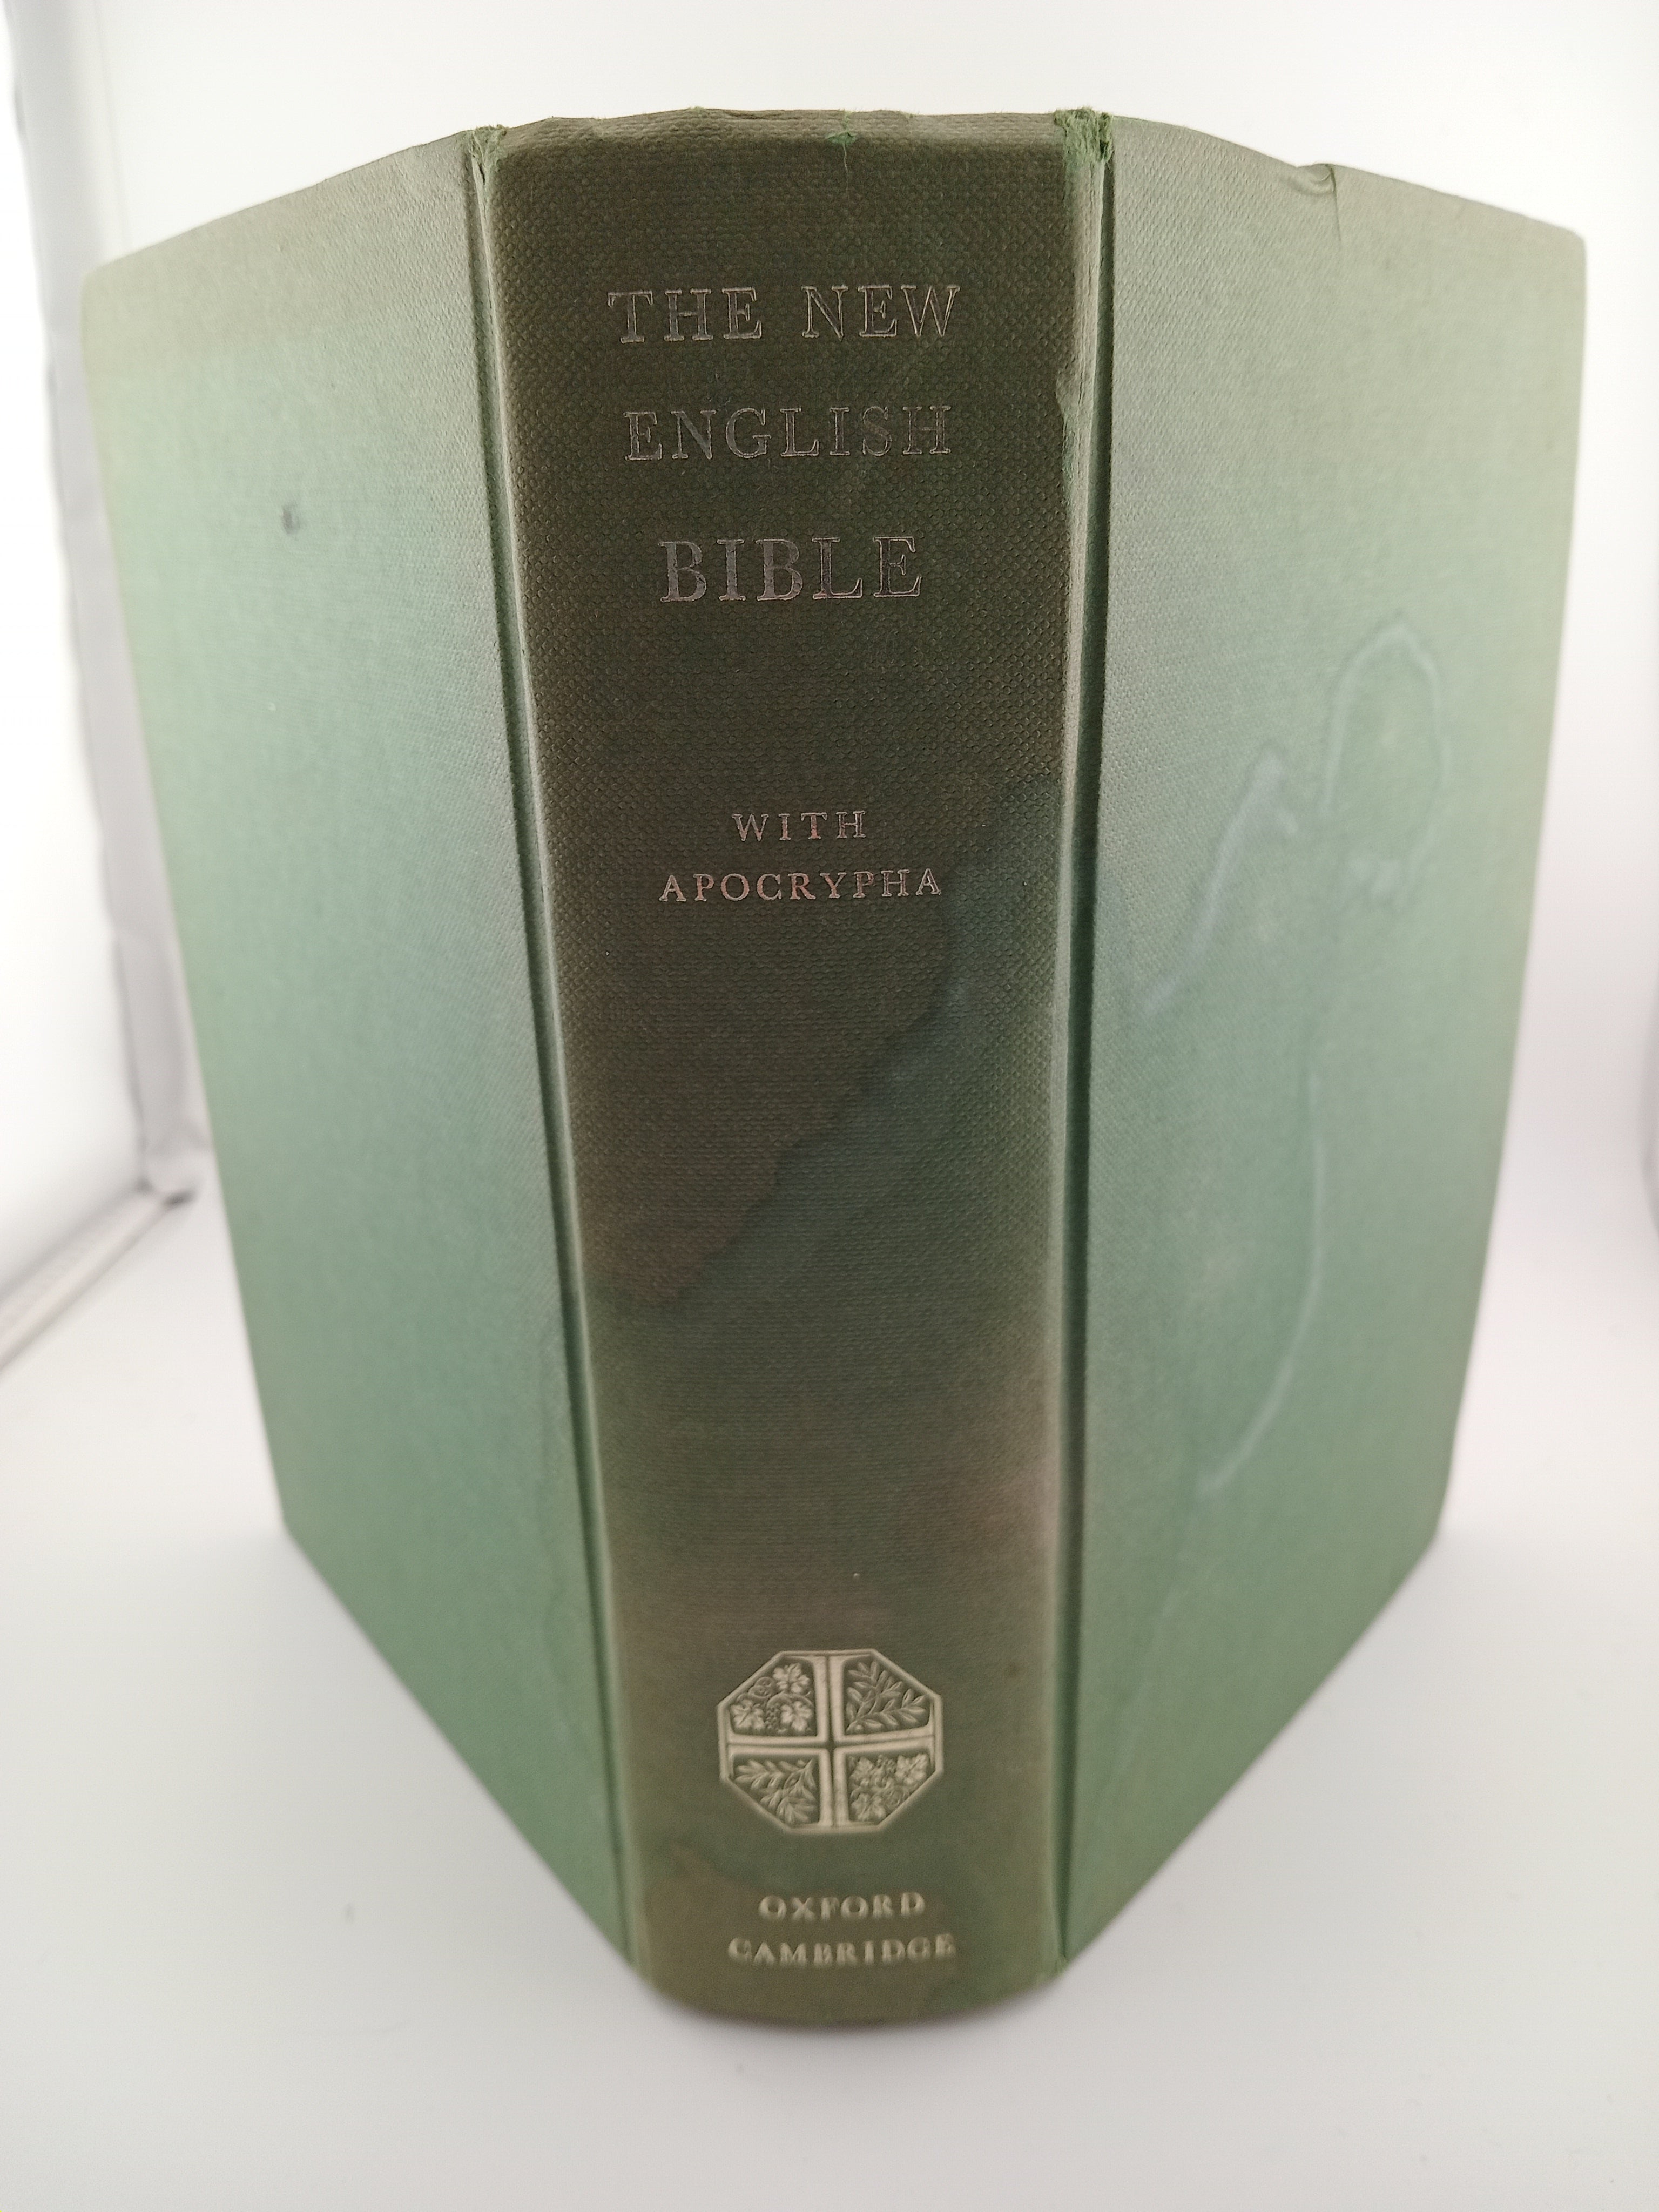 THE NEW
ENGLISH
BIBLE
WITH
APOCRYPHA
OXFORD
CAMBRIDGE